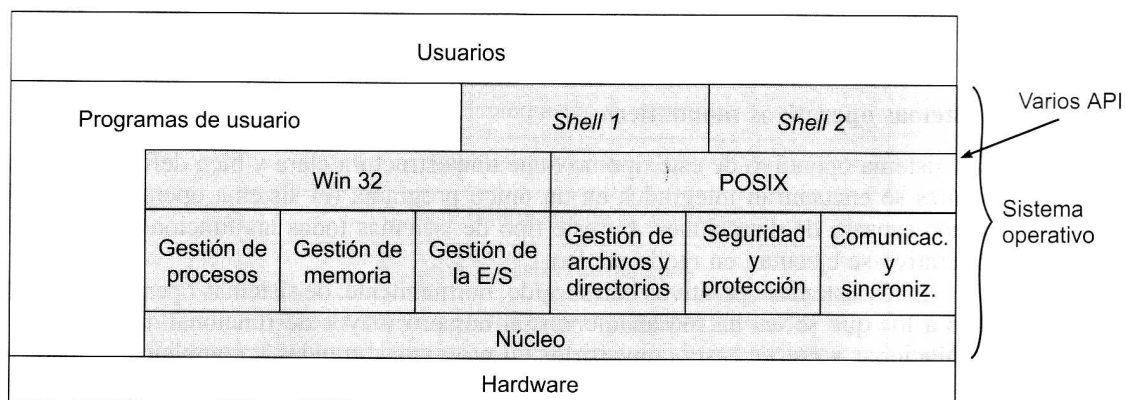 Usuarios
Programas de usuario
Shell 1
Shell 2
Varios API
Win 32
POSIX
Gestión de
procesos
Gestión de
memoria
Gestión de
la E/S
Gestión de
archivos y
directorios
Seguridad
y
protección
Comunicac.
y
sincroniz.
Sistema
operativo
Núcleo
Hardware